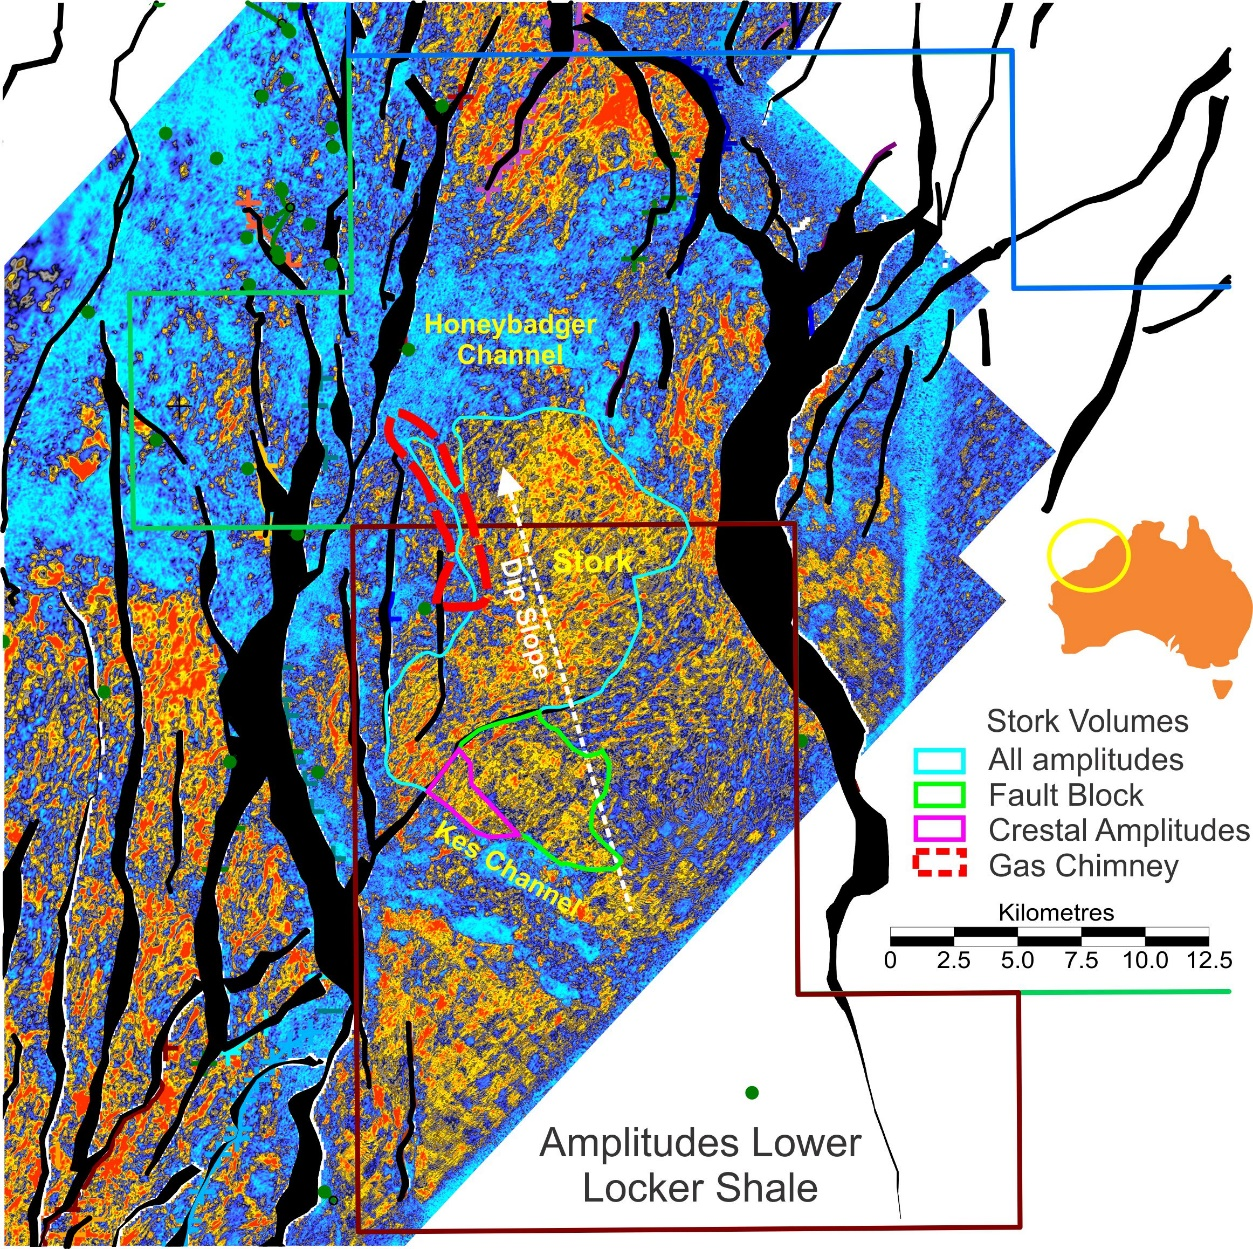 Honeybadger
Channel
Stork
Dip Slope
Kes Channel
Stork Volumes
All amplitudes
Fault Block
Crestal Amplitudes
Gas Chimney
Kilometres
0 2.5 5.0 7.5 10.0 12.5
Amplitudes Lower
Locker Shale